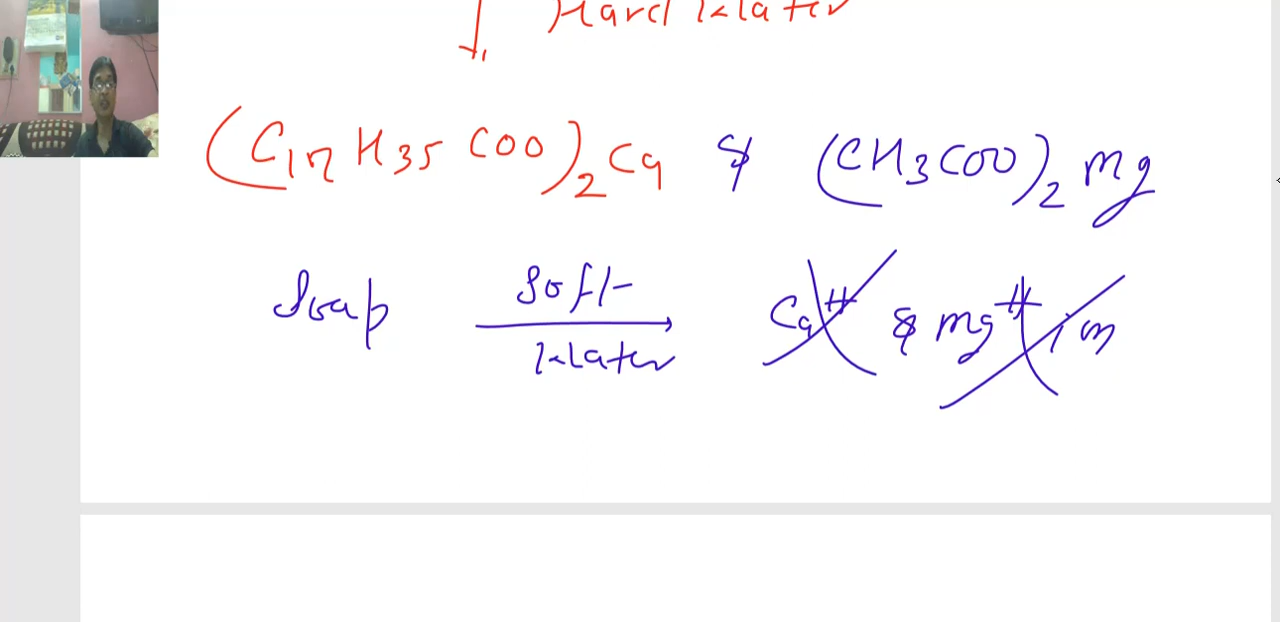 Hard Water
(C17H35COO)2Ca & (CH3COO)2Mg
Soap Soft Water Ca++ & Mg++ ion